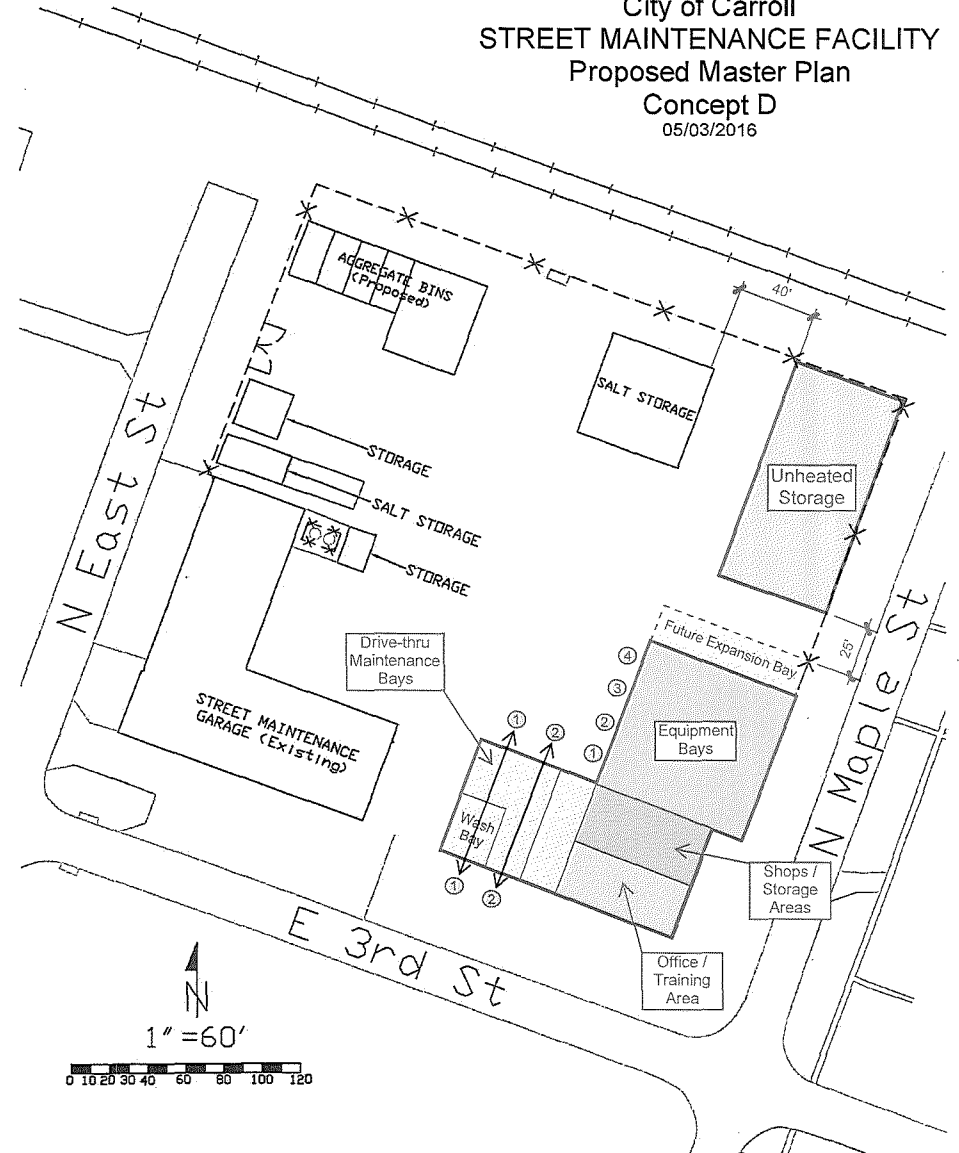 City of Carroll
STREET MAINTENANCE FACILITY
Proposed Master Plan
Concept D
05/03/2016
40'
AGGREGATE BINS
(Proposed)
SALT STORAGE
Unheated
Storage
STORAGE
SALT STORAGE
STORAGE
N East St
N Maple St
25'
Future Expansion Bay
Drive-thru
Maintenance
Bays
4
3
2
1
Equipment
Bays
STREET MAINTENANCE
GARAGE (Existing)
1
2
Wash
Bay
1
2
Shops /
Storage
Areas
Office /
Training
Area
E 3rd St
N
1" =60'
0 10 20 30 40 60 80 100 120